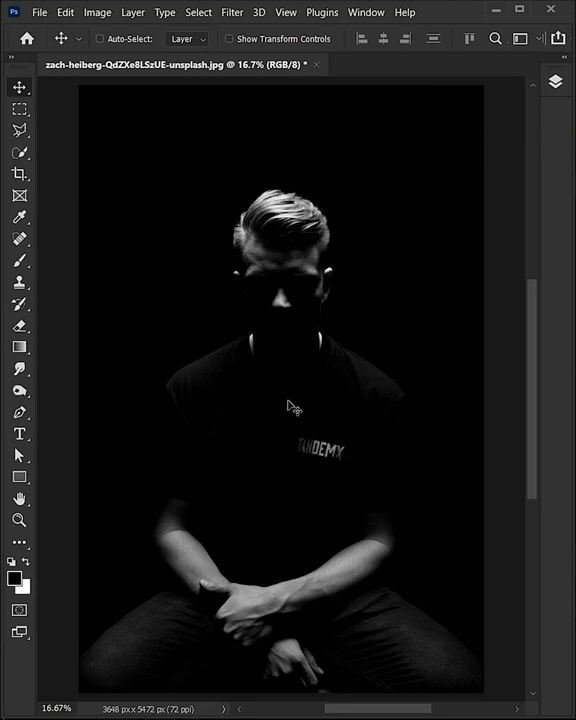 Ps File Edit Image Layer Type Select Filter 3D View Plugins Window Help
Auto-Select: Layer Show Transform Controls
zach-heiberg-QdZXe8LSzUE-unsplash.jpg @ 16.7% (RGB/8) *
TANDEMX
16.67% 3648 px x 5472 px (72 ppi)